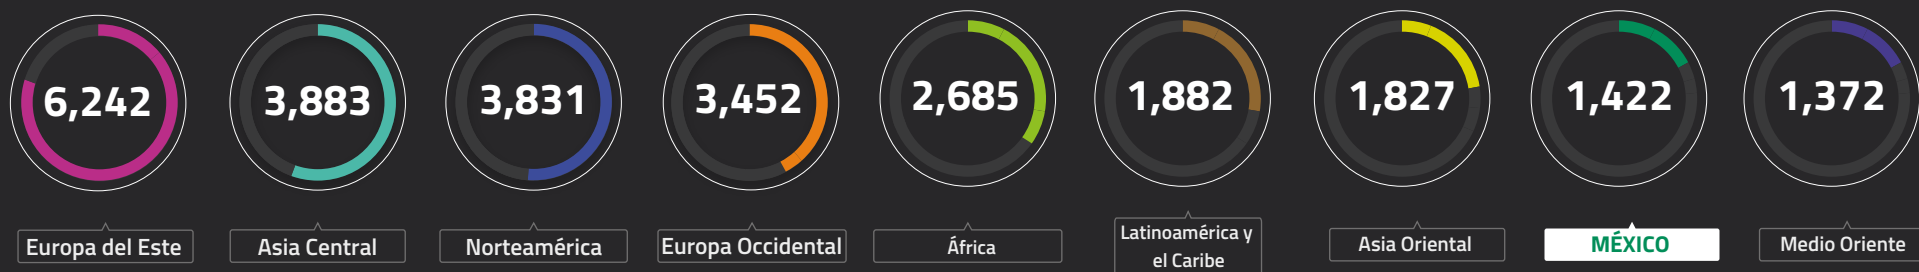 6,242
3,883
3,831
3,452
2,685
1,882
1,827
1,422
1,372
Europa del Este
Asia Central
Norteamérica
Europa Occidental
África
Latinoamérica y
el Caribe
Asia Oriental
MÉXICO
Medio Oriente